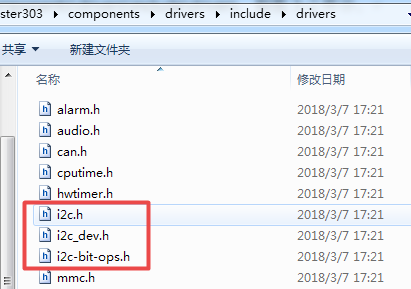 ster303 ▸ components ▸ drivers ▸ include ▸ drivers ▸
共享 ▼ 新建文件夹
名称 修改日期
alarm.h 2018/3/7 17:21
audio.h 2018/3/7 17:21
can.h 2018/3/7 17:21
cputime.h 2018/3/7 17:21
hwtimer.h 2018/3/7 17:21
i2c.h 2018/3/7 17:21
i2c_dev.h 2018/3/7 17:21
i2c-bit-ops.h 2018/3/7 17:21
mmc.h 2018/3/7 17:21